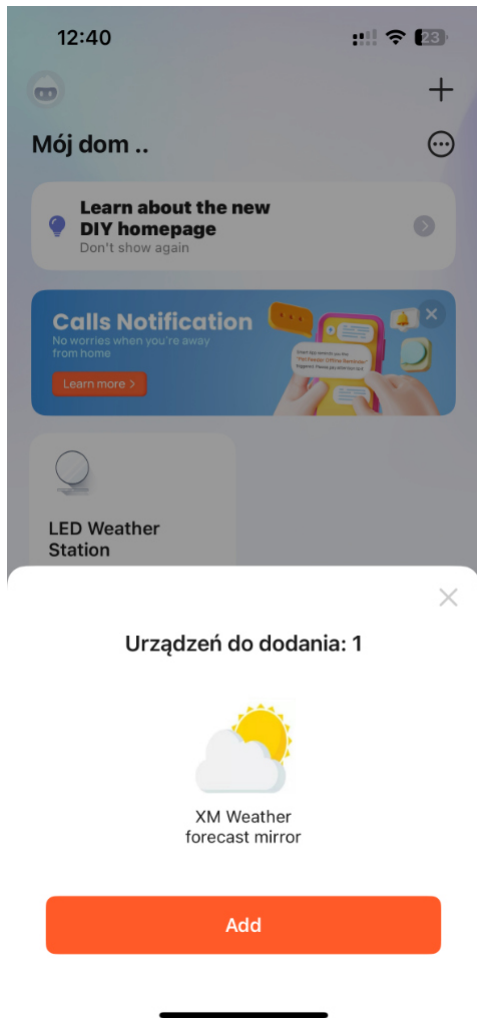 12:40
23
Mój dom ..
Learn about the new
DIY homepage
Don't show again
Calls Notification
No worries when you're away
from home
Learn more >
LED Weather
Station
Urządzeń do dodania: 1
XM Weather
forecast mirror
Add